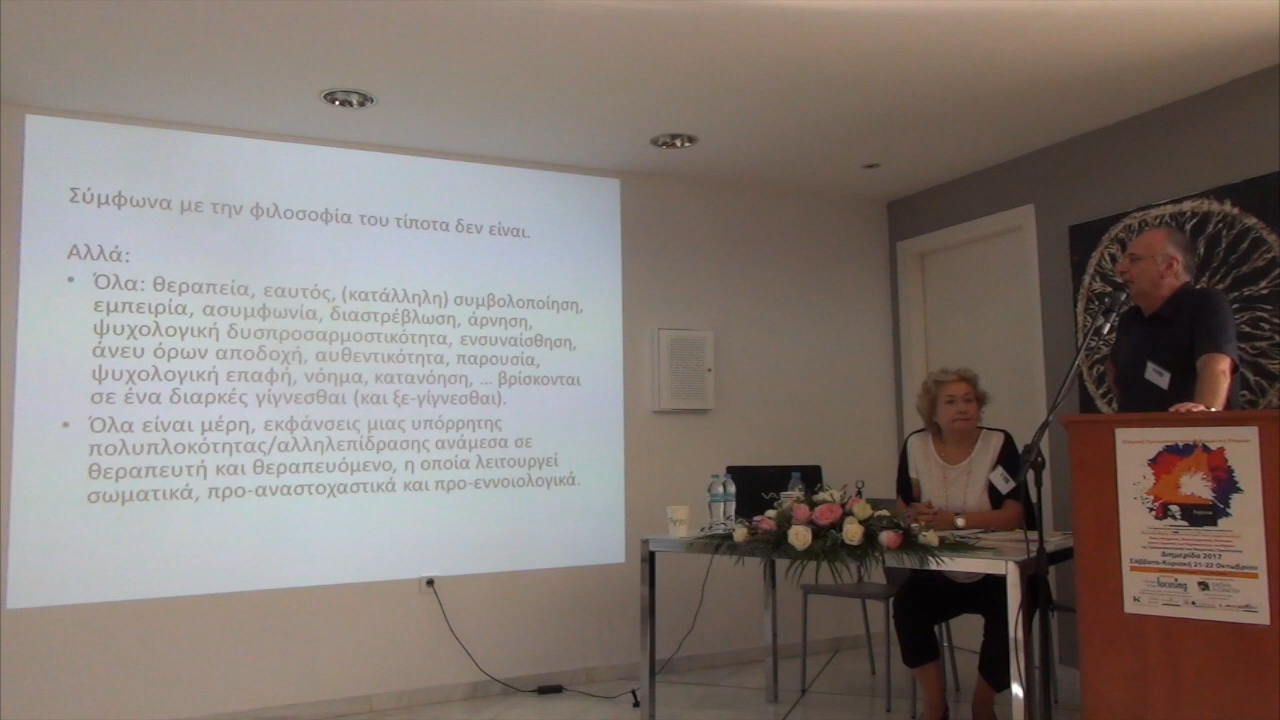 Σύμφωνα με την φιλοσοφία του τίποτα δεν είναι.
Αλλά:
• Όλα: θεραπεία, εαυτός, (κατάλληλη) συμβολοποίηση,
εμπειρία, ασυμφωνία, διαστρέβλωση, άρνηση,
ψυχολογική δυσπροσαρμοστικότητα, ενσυναίσθηση,
άνευ όρων αποδοχή, αυθεντικότητα, παρουσία,
ψυχολογική επαφή, νόημα, κατανόηση, ... βρίσκονται
σε ένα διαρκές γίγνεσθαι (και ξε-γίγνεσθαι).
• Όλα είναι μέρη, εκφάνσεις μιας υπόρρητης
πολυπλοκότητας/αλληλεπίδρασης ανάμεσα σε
θεραπευτή και θεραπευόμενο, η οποία λειτουργεί
σωματικά, προ-αναστοχαστικά και προ-εννοιολογικά.
Διημερίδα 2017
Σάββατο-Κυριακή 21-22 Οκτωβρίου
focusing